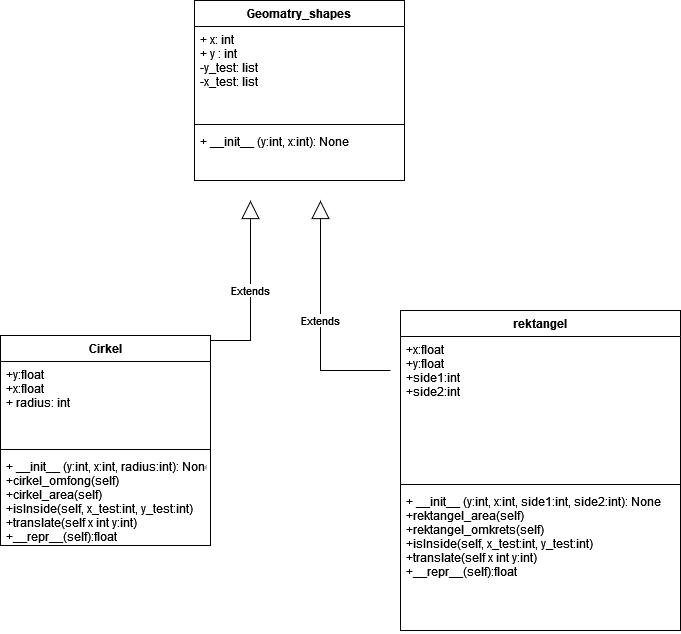 Geomatry_shapes
+ x: int
+ y : int
-y_test: list
-x_test: list
+ __init__ (y:int, x:int): None
Extends
Extends
Cirkel
+y:float
+x:float
+ radius: int
+ __init__ (y:int, x:int, radius:int): None
+cirkel_omfong(self)
+cirkel_area(self)
+isInside(self, x_test:int, y_test:int)
+translate(self x int y:int)
+__repr__(self):float
rektangel
+x:float
+y:float
+side1:int
+side2:int
+ __init__ (y:int, x:int, side1:int, side2:int): None
+rektangel_area(self)
+rektangel_omkrets(self)
+isInside(self, x_test:int, y_test:int)
+translate(self x int y:int)
+__repr__(self):float